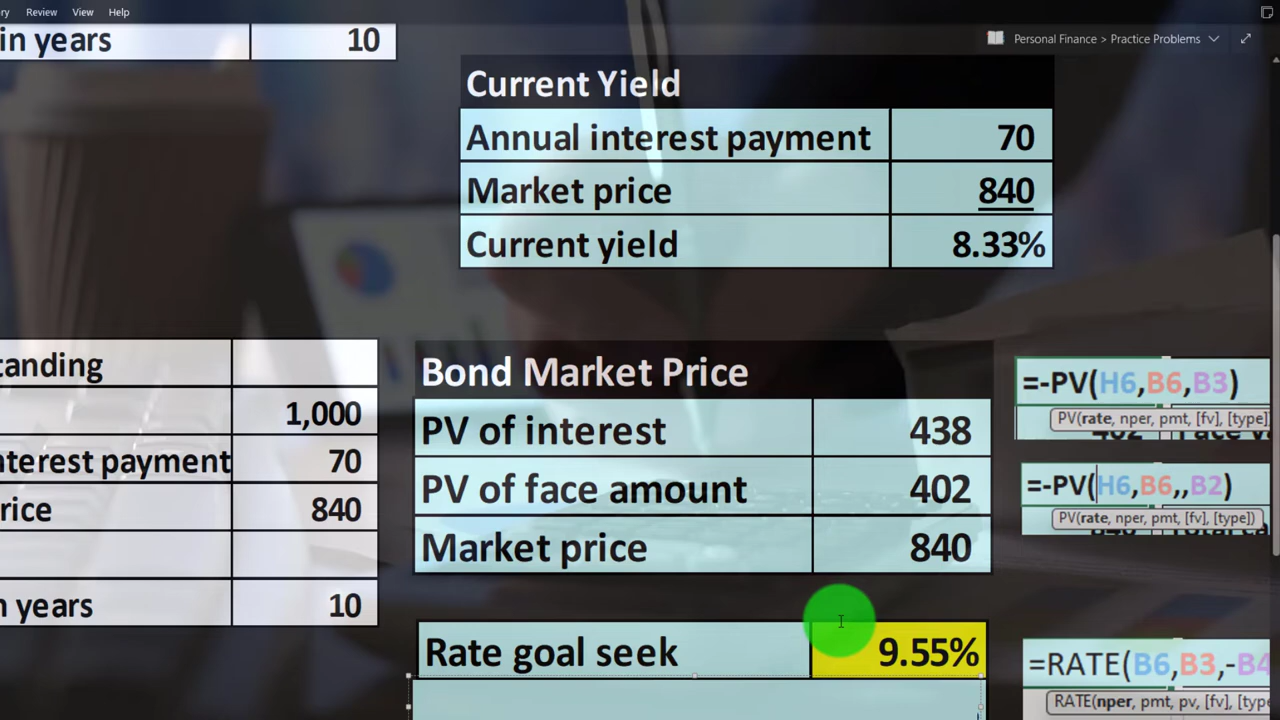 ry Review View Help
in years 10
Personal Finance > Practice Problems
Current Yield
Annual interest payment 70
Market price 840
Current yield 8.33%
tanding
1,000
nterest payment 70
rice 840
n years 10
Bond Market Price
PV of interest 438
PV of face amount 402
Market price 840
Rate goal seek 9.55%
=-PV(H6,B6,B3)
PV(rate, nper, pmt, [fv], [type]
=-PV(H6,B6,,B2)
PV(rate, nper, pmt, [fv], [type])
=RATE(B6,B3,-B4
RATE(nper, pmt, pv, [fv], [type